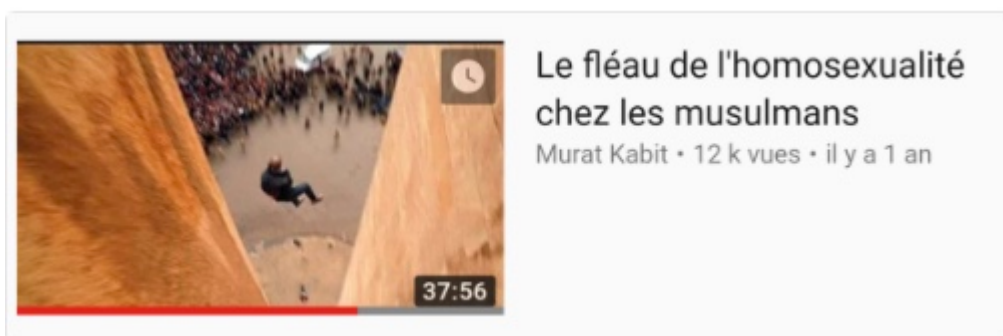 Le fléau de l'homosexualité
chez les musulmans
Murat Kabit • 12 k vues • il y a 1 an
37:56